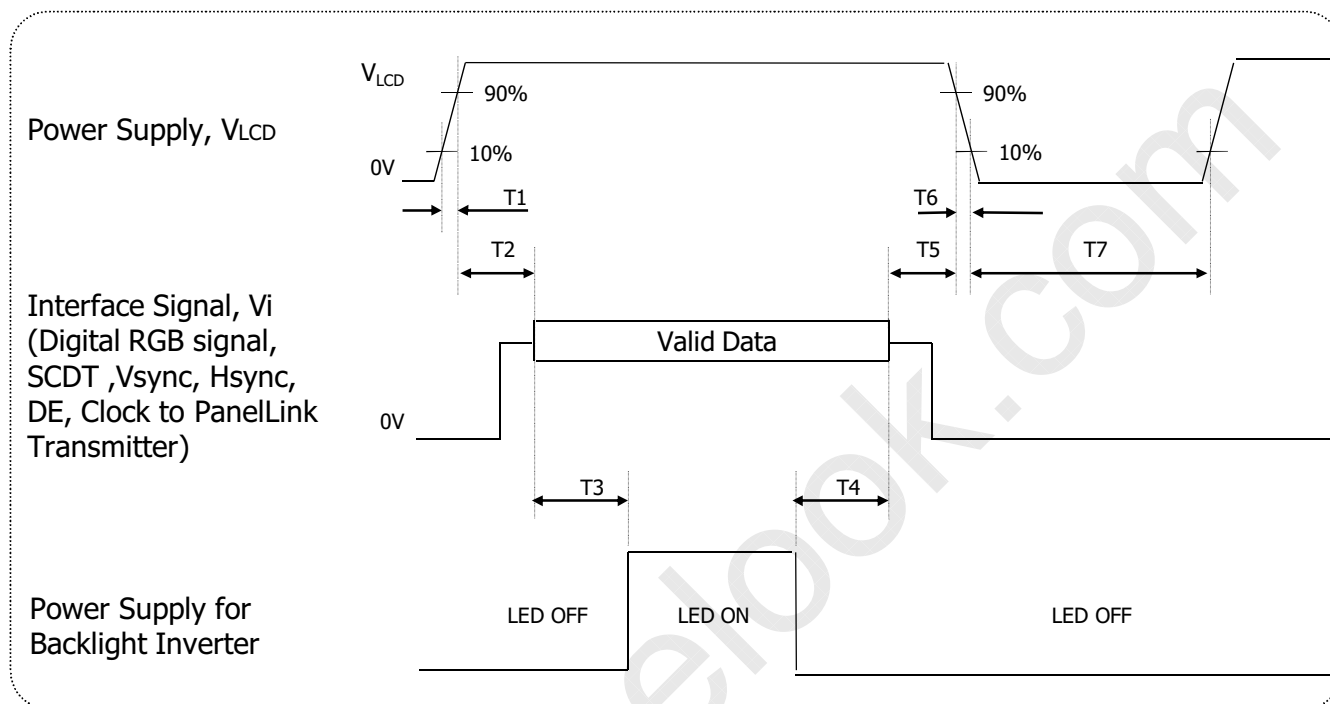 VLCD
90%
90%
Power Supply, VLCD
10%
10%
0V
T1
T6
T2
T5
T7
Interface Signal, Vi
(Digital RGB signal,
SCDT ,Vsync, Hsync,
DE, Clock to PanelLink
Transmitter)
Valid Data
0V
T3
T4
Power Supply for
Backlight Inverter
LED OFF
LED ON
LED OFF
elook.com